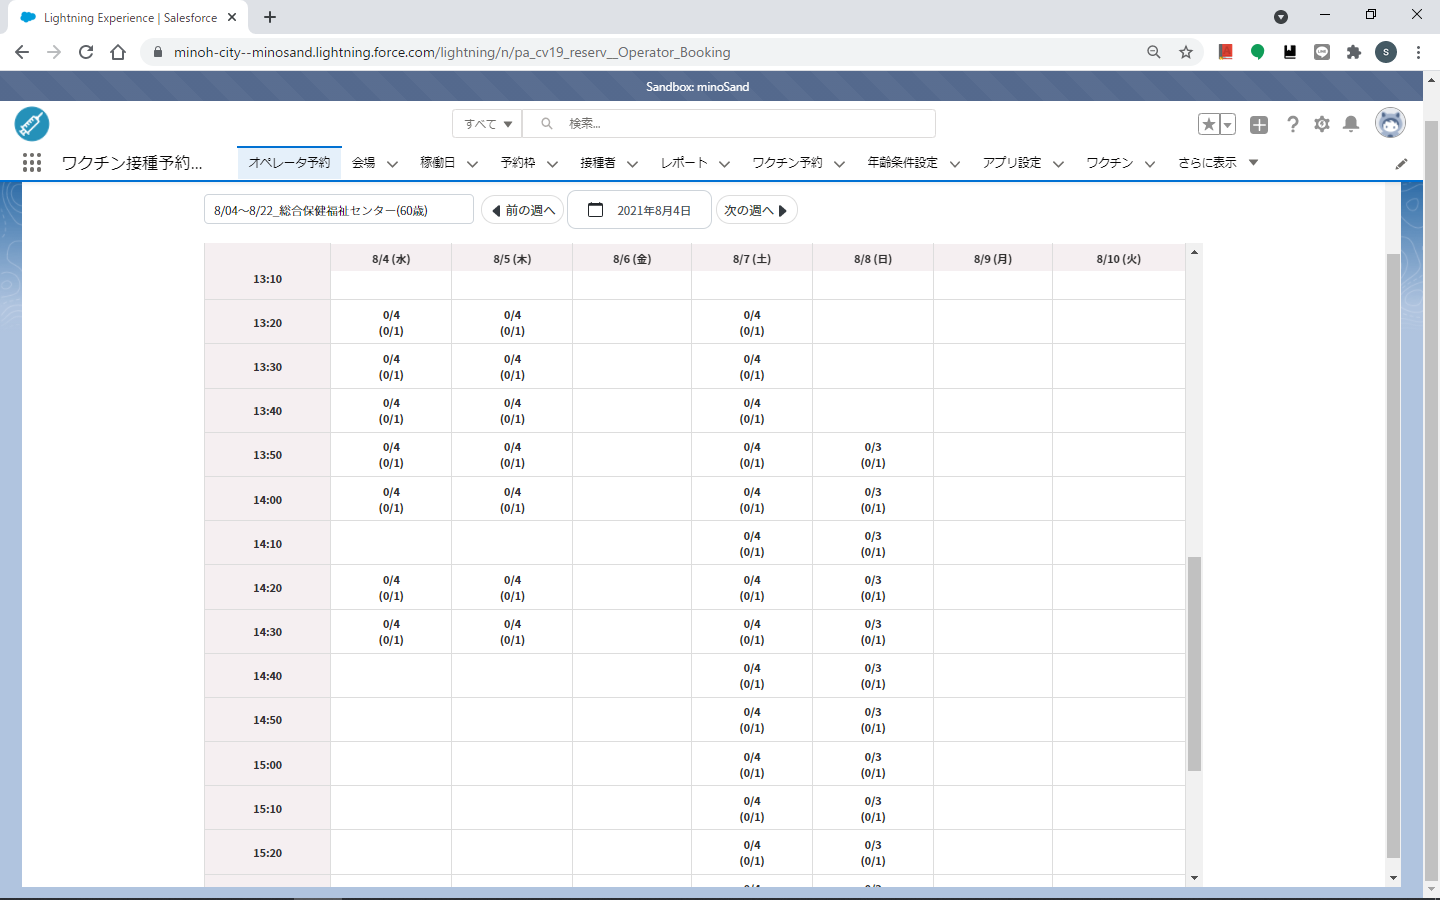 Lightning Experience | Salesforce
minoh-city--minosand.lightning.force.com/lightning/n/pa_cv19_reserv__Operator_Booking
S
Sandbox: minoSand
すべて 検索...
ワクチン接種予約... オペレータ予約 会場 稼働日 予約枠 接種者 レポート ワクチン予約 年齢条件設定 アプリ設定 ワクチン さらに表示
8/04～8/22_総合保健福祉センター(60歳) 前の週へ 2021年8月4日 次の週へ
8/4 (水) 8/5 (木) 8/6 (金) 8/7 (土) 8/8 (日) 8/9 (月) 8/10 (火)
13:10
0/4 0/4 0/4
13:20
(0/1) (0/1) (0/1)
0/4 0/4 0/4
13:30
(0/1) (0/1) (0/1)
0/4 0/4 0/4
13:40
(0/1) (0/1) (0/1)
0/4 0/4 0/4 0/3
13:50
(0/1) (0/1) (0/1) (0/1)
0/4 0/4 0/4 0/3
14:00
(0/1) (0/1) (0/1) (0/1)
0/4 0/3
14:10
(0/1) (0/1)
0/4 0/4 0/4 0/3
14:20
(0/1) (0/1) (0/1) (0/1)
0/4 0/4 0/4 0/3
14:30
(0/1) (0/1) (0/1) (0/1)
0/4 0/3
14:40
(0/1) (0/1)
0/4 0/3
14:50
(0/1) (0/1)
0/4 0/3
15:00
(0/1) (0/1)
0/4 0/3
15:10
(0/1) (0/1)
0/4 0/3
15:20
(0/1) (0/1)